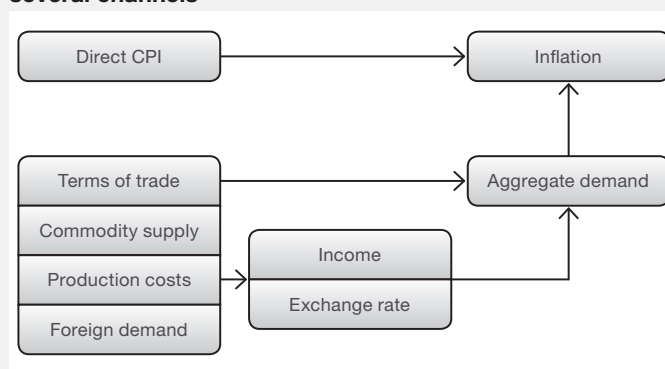 several channels
Direct CPI
Inflation
Terms of trade
Aggregate demand
Commodity supply
Income
Production costs
Exchange rate
Foreign demand